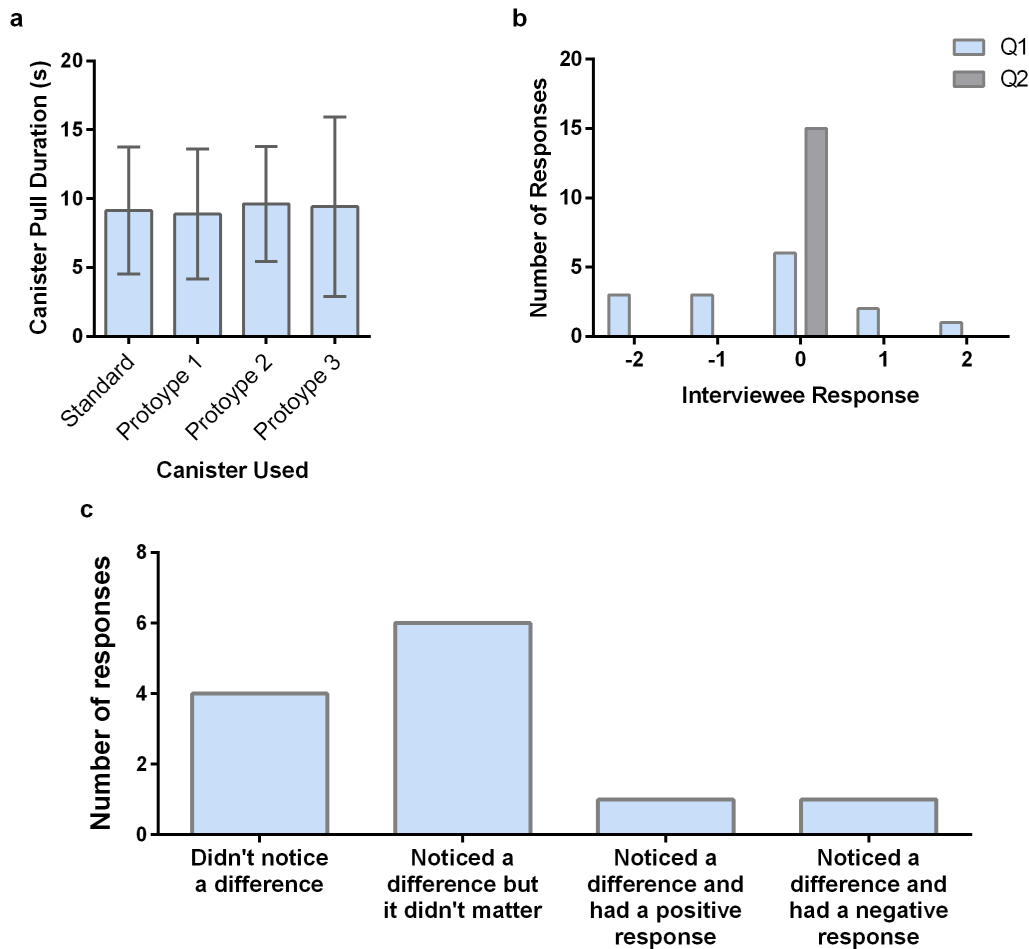 a
Canister Pull Duration (s)
20
15
10
5
0
Standard
Protoype 1
Protoype 2
Protoype 3
Canister Used
b
Q1
Q2
Number of Responses
20
15
10
5
0
-2 -1 0 1 2
Interviewee Response
c
Number of responses
8
6
4
2
0
Didn't notice
a difference
Noticed a
difference but
it didn't matter
Noticed a
difference and
had a positive
response
Noticed a
difference and
had a negative
response